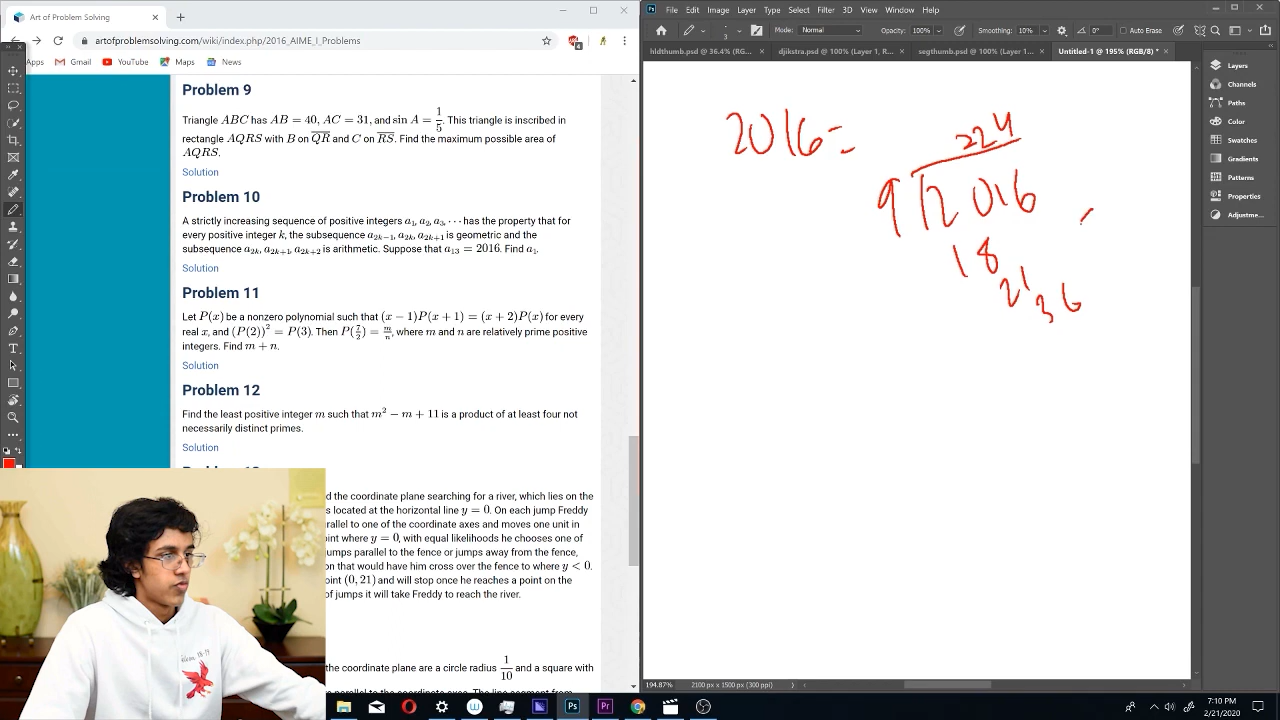 Art of Problem Solving
artofproblemsolving.com/wiki/index.php/2016_AIME_I_Problems
4
Apps Gmail YouTube Maps News
Problem 9
Triangle ABC has AB = 40, AC = 31, and sin A = 1/5. This triangle is inscribed in
rectangle AQRS with B on QR and C on RS. Find the maximum possible area of
AQRS.
Solution
Problem 10
A strictly increasing sequence of positive integers a₁, a₂, a₃, ⋯ has the property that for
every positive integer k, the subsequence a₂ₖ₋₁, a₂ₖ, a₂ₖ₊₁ is geometric and the
subsequence a₂ₖ, a₂ₖ₊₁, a₂ₖ₊₂ is arithmetic. Suppose that a₁₃ = 2016. Find a₁.
Solution
Problem 11
Let P(x) be a nonzero polynomial such that (x − 1)P(x + 1) = (x + 2)P(x) for every
real x, and (P(2))² = P(3). Then P(7/2) = m/n, where m and n are relatively prime positive
integers. Find m + n.
Solution
Problem 12
Find the least positive integer m such that m² − m + 11 is a product of at least four not
necessarily distinct primes.
Solution
d the coordinate plane searching for a river, which lies on the
s located at the horizontal line y = 0. On each jump Freddy
rallel to one of the coordinate axes and moves one unit in
int where y = 0, with equal likelihoods he chooses one of
umps parallel to the fence or jumps away from the fence,
on that would have him cross over the fence to where y < 0.
oint (0, 21) and will stop once he reaches a point on the
of jumps it will take Freddy to reach the river.
the coordinate plane are a circle radius 1/10 and a square with
File Edit Image Layer Type Select Filter 3D View Window Help
3 Mode: Normal Opacity: 100% Smoothing: 10% 0° Auto Erase
hldthumb.psd @ 36.4% (RG...
djikstra.psd @ 100% (Layer 1, R...
segthumb.psd @ 100% (Layer 1...
Untitled-1 @ 195% (RGB/8) *
2016=
224
9 2016
18
21
36
Layers
Channels
Paths
Color
Swatches
Gradients
Patterns
Properties
Adjustme...
194.87% 2100 px x 1500 px (300 ppi)
7:10 PM
2/21/2020